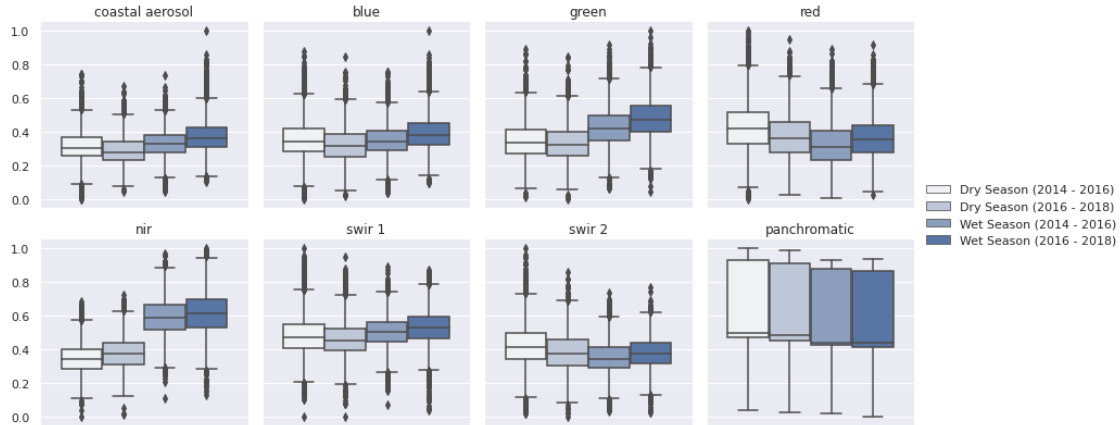 coastal aerosol blue green red
1.0
0.8
0.6
0.4
0.2
0.0
Dry Season (2014 - 2016)
Dry Season (2016 - 2018)
Wet Season (2014 - 2016)
Wet Season (2016 - 2018)
nir swir 1 swir 2 panchromatic
1.0
0.8
0.6
0.4
0.2
0.0